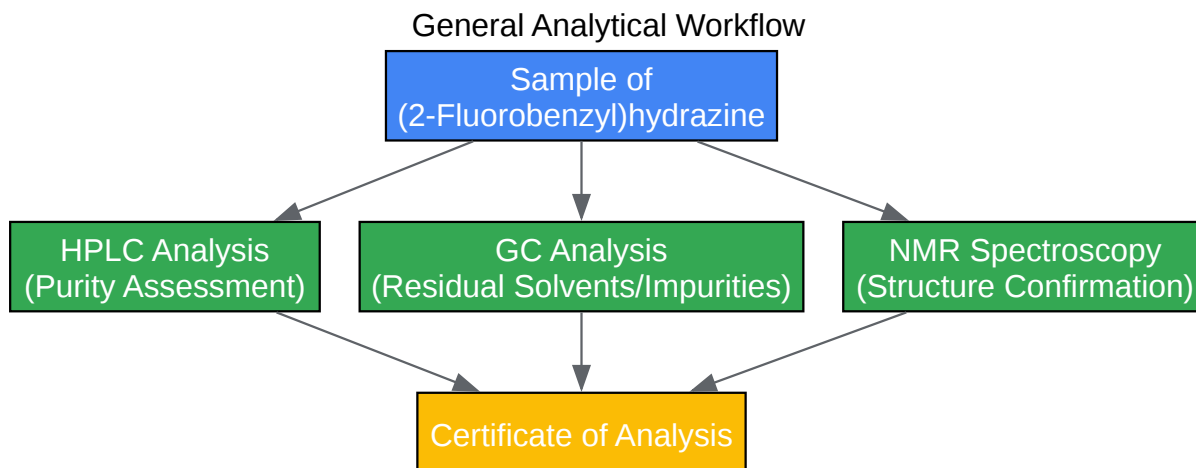 General Analytical Workflow
Sample of
(2-Fluorobenzyl)hydrazine
HPLC Analysis
(Purity Assessment)
GC Analysis
(Residual Solvents/Impurities)
NMR Spectroscopy
(Structure Confirmation)
Certificate of Analysis